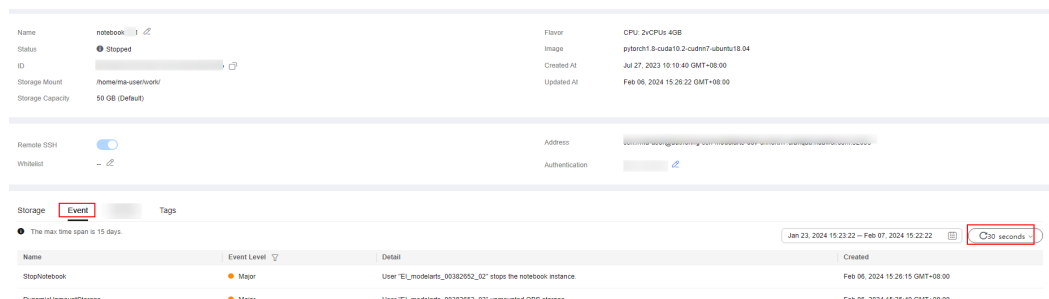 Name notebook
Flavor CPU: 2vCPUs 4GB
Status Stopped
Image pytorch1.8-cuda10.2-cudnn7-ubuntu18.04
ID
Created At Jul 27, 2023 10:10:40 GMT+08:00
Storage Mount /home/ma-user/work/
Updated At Feb 06, 2024 15:26:22 GMT+08:00
Storage Capacity 50 GB (Default)
Remote SSH
Address
Whitelist --
Authentication
Storage Event Tags
The max time span is 15 days.
Jan 23, 2024 15:23:22 – Feb 07, 2024 15:22:22
30 seconds
Name Event Level Detail Created
StopNotebook Major User "EI_modelarts_00382652_02" stops the notebook instance. Feb 06, 2024 15:26:15 GMT+08:00